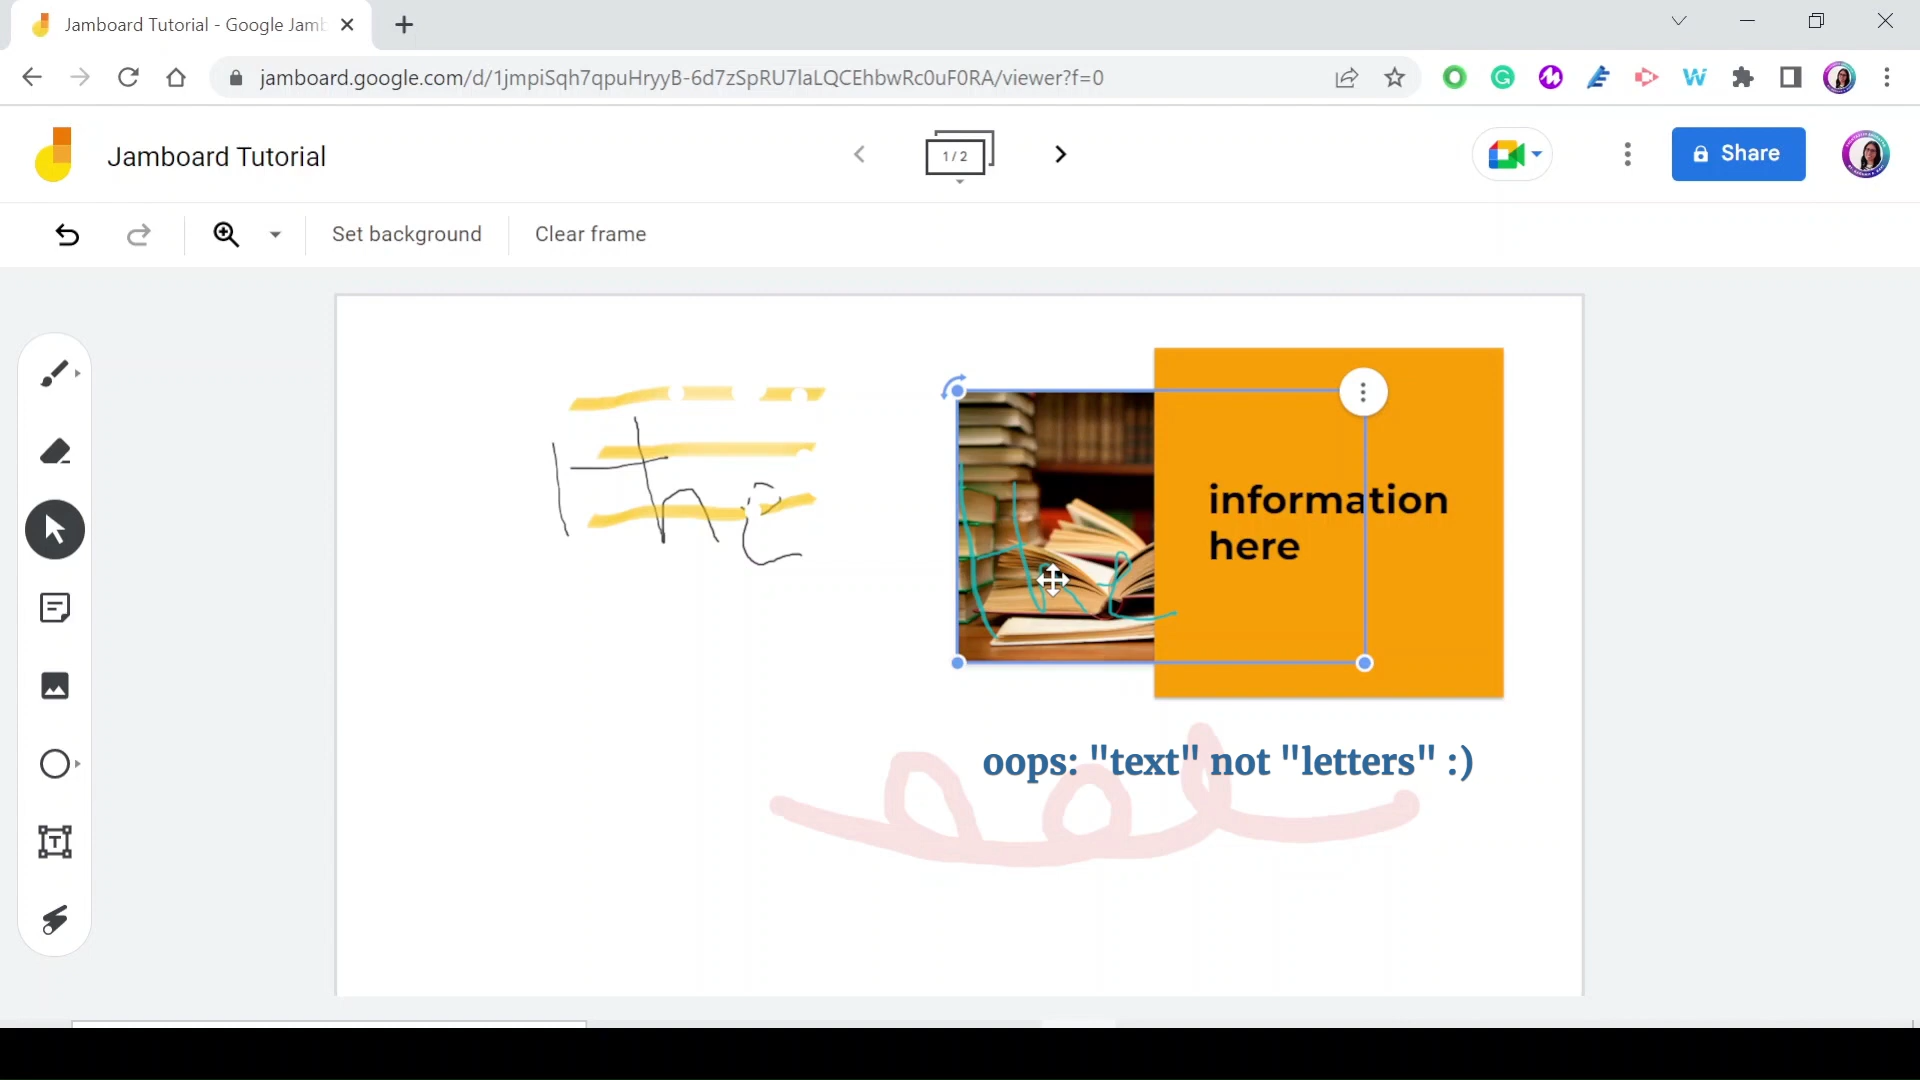 Jamboard Tutorial - Google Jamb
jamboard.google.com/d/1jmpiSqh7qpuHryyB-6d7zSpRU7laLQCEhbwRc0uF0RA/viewer?f=0
Jamboard Tutorial
1 / 2
Share
Set background
Clear frame
information
here
oops: "text" not "letters" :)